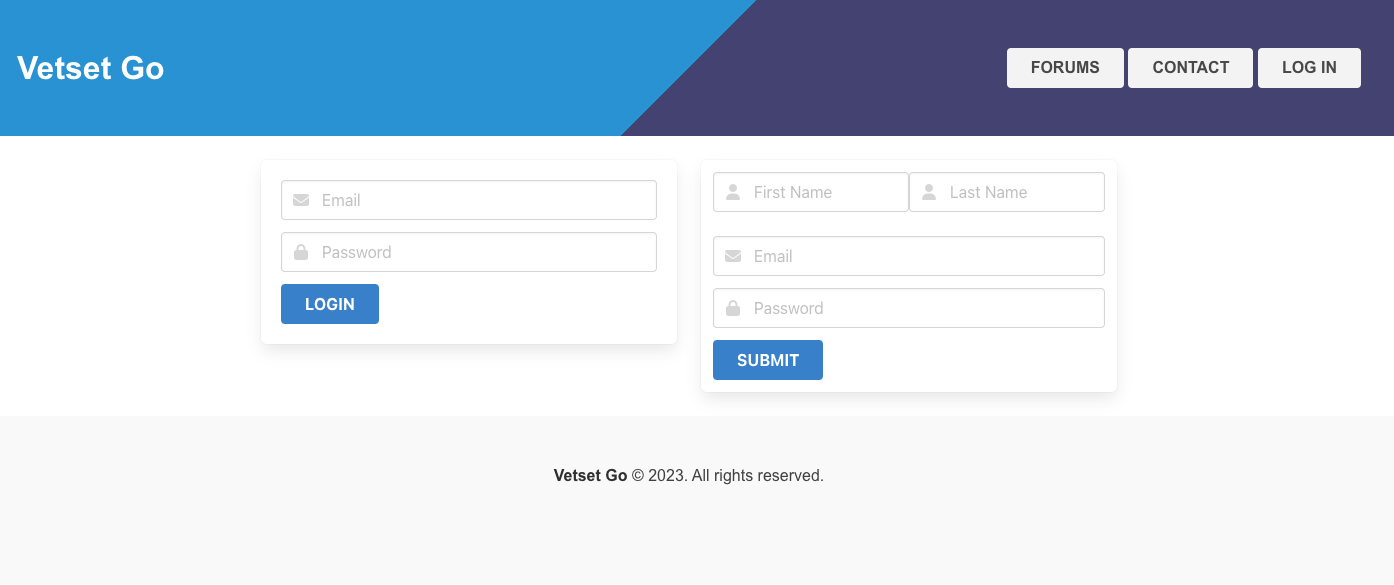 Vetset Go
FORUMS CONTACT LOG IN
Email
Password
LOGIN
First Name Last Name
Email
Password
SUBMIT
Vetset Go © 2023. All rights reserved.